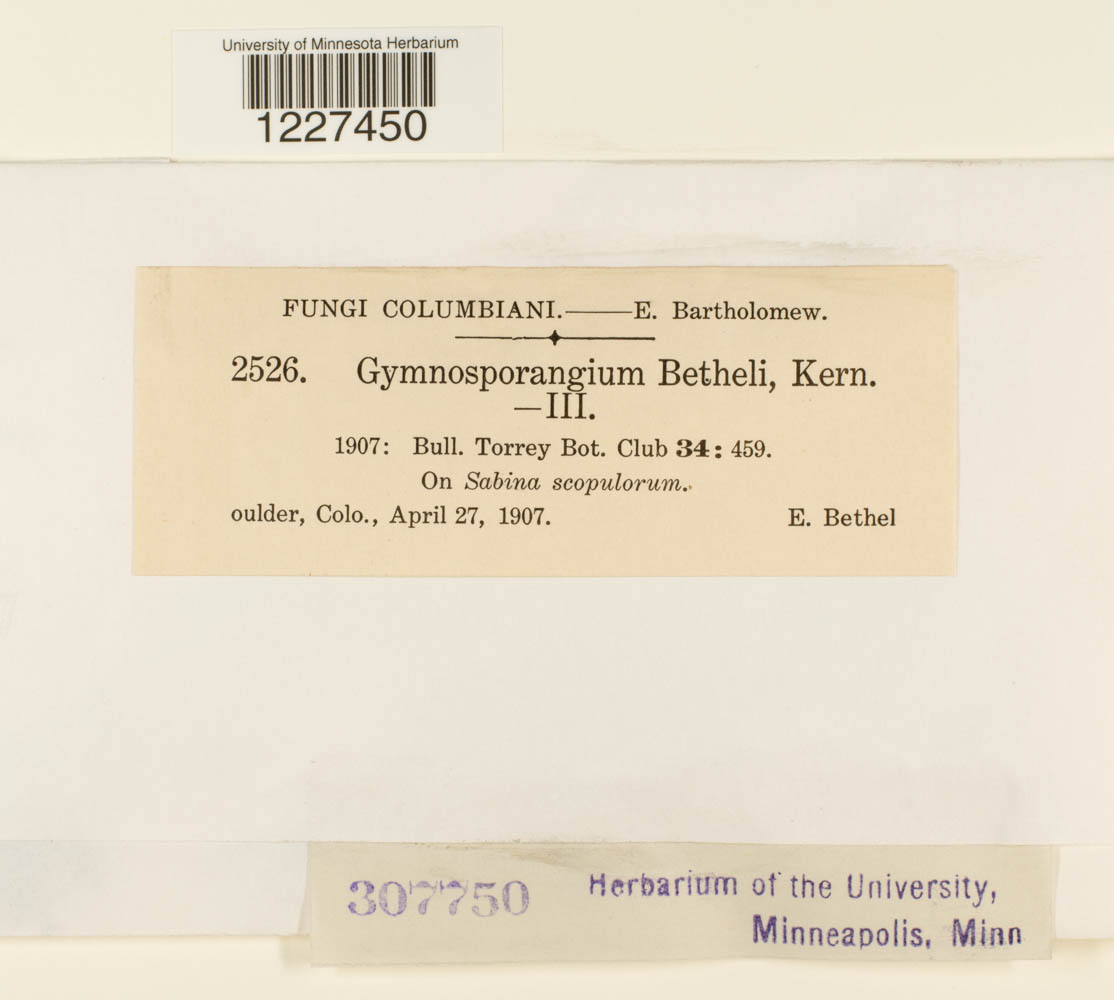 University of Minnesota Herbarium
1227450
FUNGI COLUMBIANI.——E. Bartholomew.
2526. Gymnosporangium Betheli, Kern.
—III.
1907: Bull. Torrey Bot. Club 34: 459.
On Sabina scopulorum.
oulder, Colo., April 27, 1907. E. Bethel
307750
Herbarium of the University,
Minneapolis, Minn